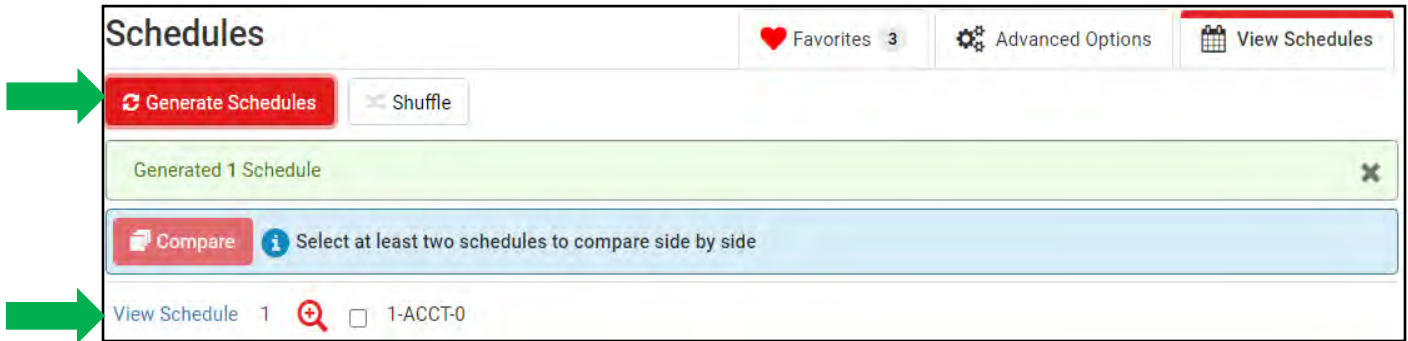 Schedules
Favorites 3
Advanced Options
View Schedules
Generate Schedules
Shuffle
Generated 1 Schedule
Compare
Select at least two schedules to compare side by side
View Schedule 1
1-ACCT-0